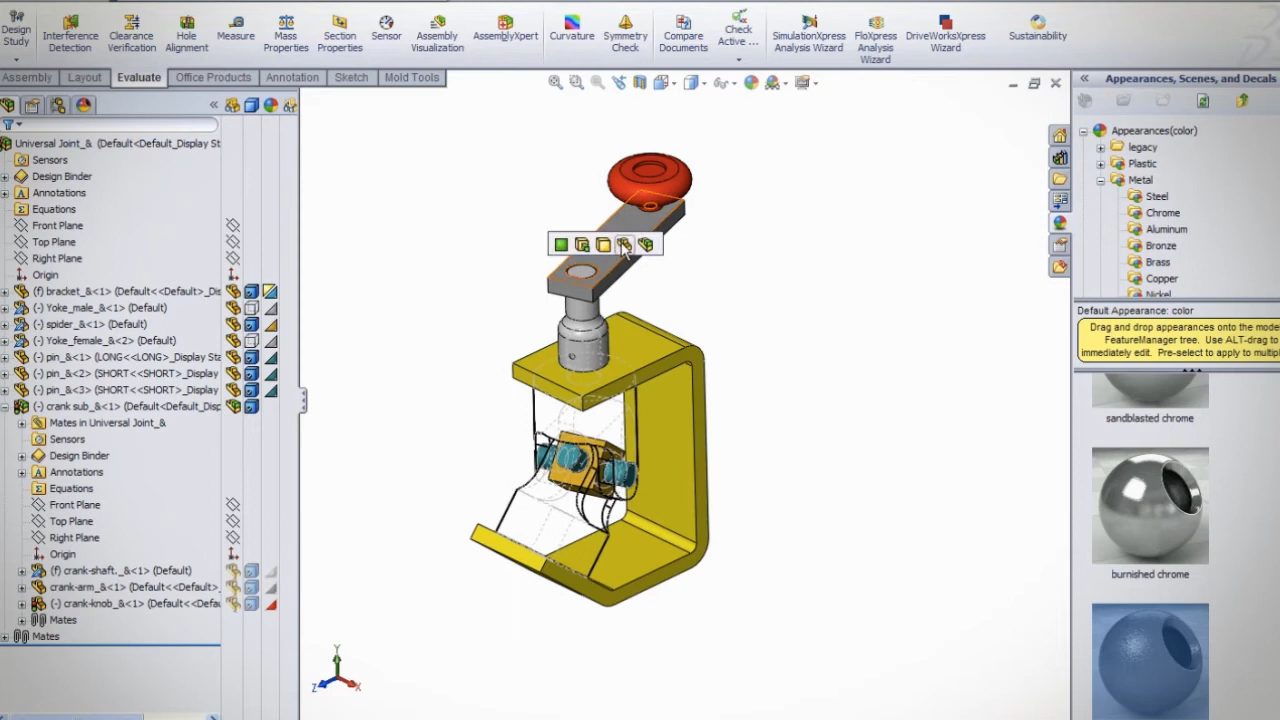 Design
Study
Interference
Detection
Clearance
Verification
Hole
Alignment
Measure
Mass
Properties
Section
Properties
Sensor
Assembly
Visualization
AssemblyXpert
Curvature
Symmetry
Check
Compare
Documents
Check
Active ...
SimulationXpress
Analysis Wizard
FloXpress
Analysis
Wizard
DriveWorksXpress
Wizard
Sustainability
Assembly
Layout
Evaluate
Office Products
Annotation
Sketch
Mold Tools
Universal Joint_& (Default<Default_Display St
Sensors
Design Binder
Annotations
Equations
Front Plane
Top Plane
Right Plane
Origin
(f) bracket_&<1> (Default<<Default>_Dis
(-) Yoke_male_&<1> (Default)
(-) spider_&<1> (Default)
(-) Yoke_female_&<2> (Default)
(-) pin_&<1> (LONG<<LONG>_Display Sta
(-) pin_&<2> (SHORT<<SHORT>_Display
(-) pin_&<3> (SHORT<<SHORT>_Display
(-) crank sub_&<1> (Default<Default_Disp
Mates in Universal Joint_&
Sensors
Design Binder
Annotations
Equations
Front Plane
Top Plane
Right Plane
Origin
(f) crank-shaft._&<1> (Default)
crank-arm_&<1> (Default<<Default>_
(-) crank-knob_&<1> (Default<<Defau
Mates
Mates
Y
Z
X
Appearances, Scenes, and Decals
Appearances(color)
legacy
Plastic
Metal
Steel
Chrome
Aluminum
Bronze
Brass
Copper
Nickel
Default Appearance: color
Drag and drop appearances onto the mode
FeatureManager tree. Use ALT-drag to
immediately edit. Pre-select to apply to multipl
sandblasted chrome
burnished chrome